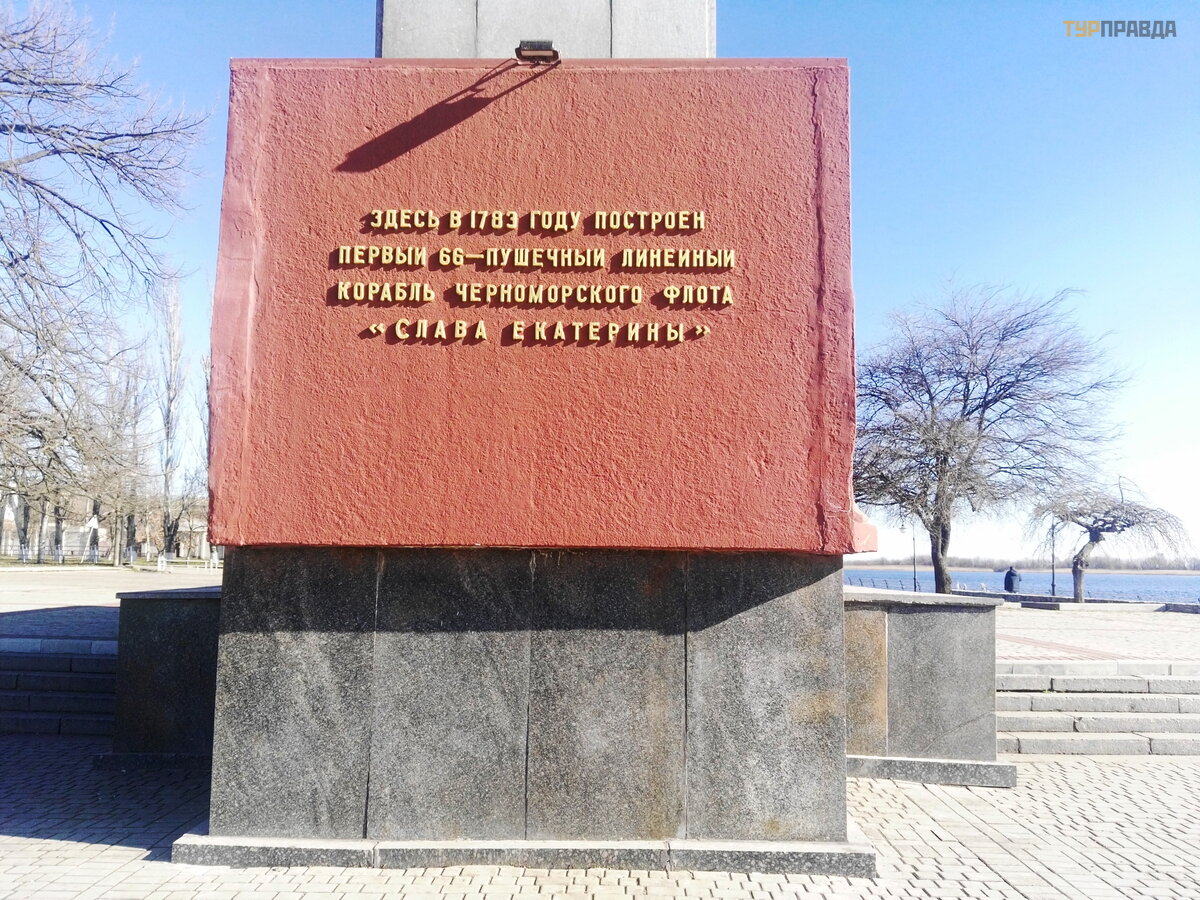 ТУРПРАВДА
ЗДЕСЬ В 1783 ГОДУ ПОСТРОЕН
ПЕРВЫЙ 66—ПУШЕЧНЫЙ ЛИНЕЙНЫЙ
КОРАБЛЬ ЧЕРНОМОРСКОГО ФЛОТА
«СЛАВА ЕКАТЕРИНЫ»